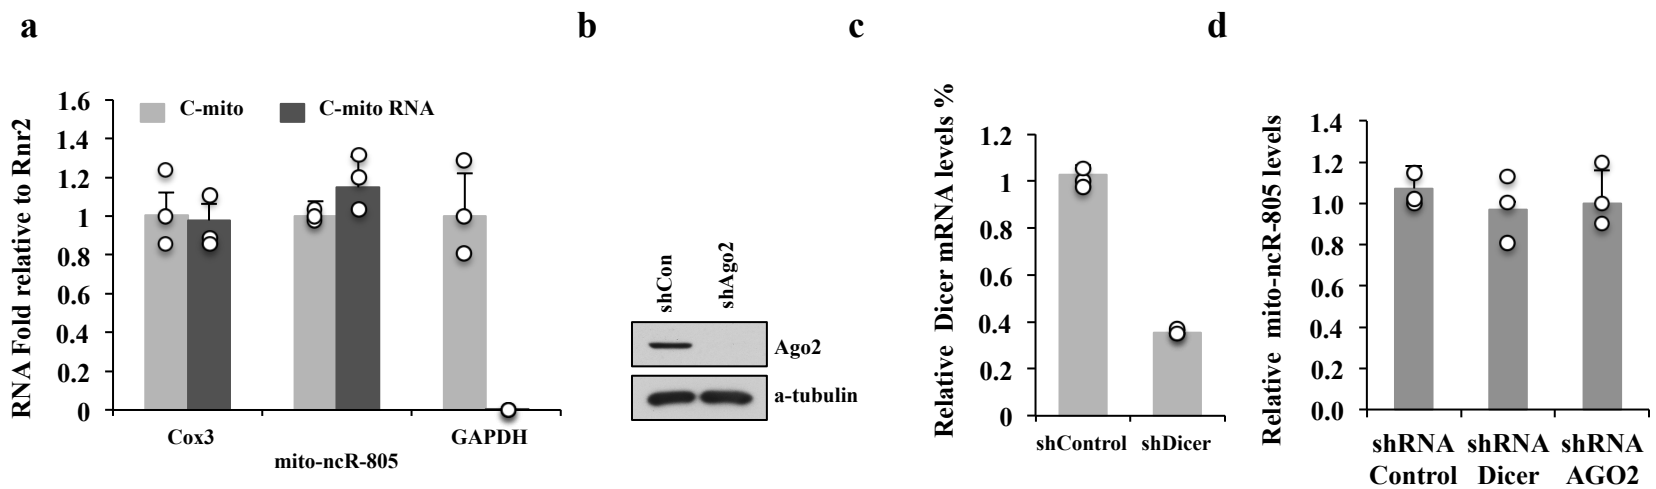 a
b
c
d
RNA Fold relative to Rnr2
1.6
1.4
1.2
1
0.8
0.6
0.4
0.2
0
C-mito
C-mito RNA
Cox3
mito-ncR-805
GAPDH
shCon
shAgo2
Ago2
a-tubulin
Relative Dicer mRNA levels %
1.2
1
0.8
0.6
0.4
0.2
0
shControl
shDicer
Relative mito-ncR-805 levels
1.4
1.2
1.0
0.8
0.6
0.4
0.2
0.0
shRNA
Control
shRNA
Dicer
shRNA
AGO2